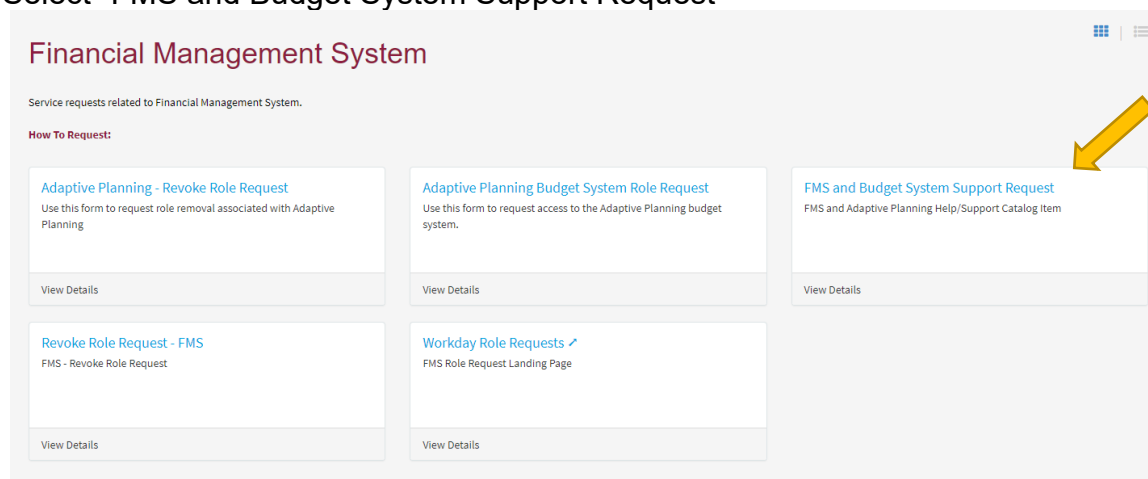 Select "FMS and Budget System Support Request"
Financial Management System
Service requests related to Financial Management System.
How To Request:
Adaptive Planning - Revoke Role Request
Use this form to request role removal associated with Adaptive
Planning
View Details
Adaptive Planning Budget System Role Request
Use this form to request access to the Adaptive Planning budget
system.
View Details
FMS and Budget System Support Request
FMS and Adaptive Planning Help/Support Catalog Item
View Details
Revoke Role Request - FMS
FMS - Revoke Role Request
View Details
Workday Role Requests
FMS Role Request Landing Page
View Details